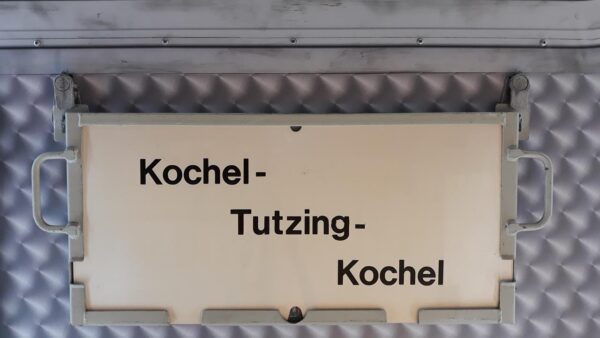 Kochel-
Tutzing-
Kochel